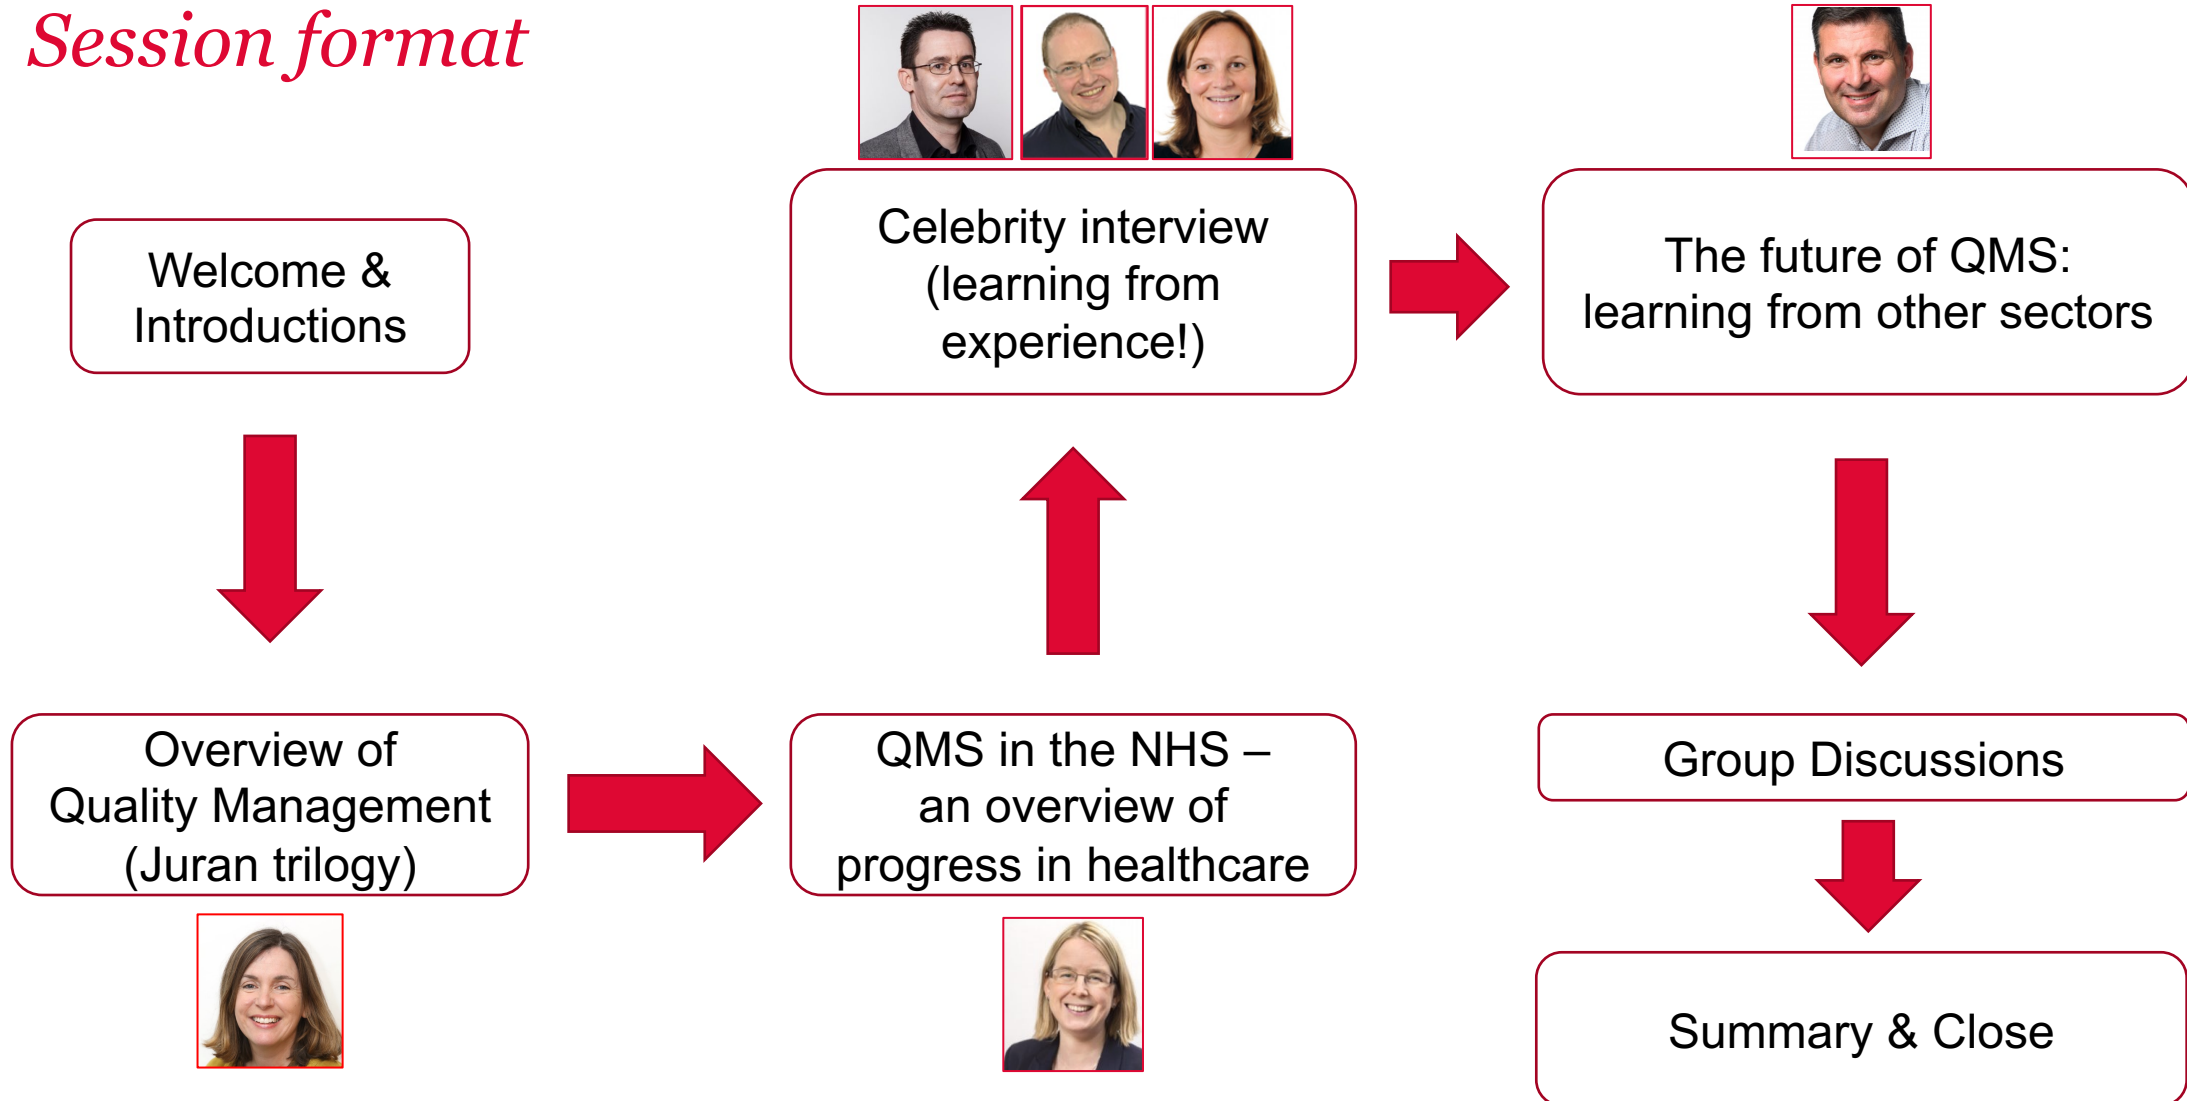 Session format
Welcome &
Introductions
Overview of
Quality Management
(Juran trilogy)
QMS in the NHS –
an overview of
progress in healthcare
Celebrity interview
(learning from
experience!)
The future of QMS:
learning from other sectors
Group Discussions
Summary & Close